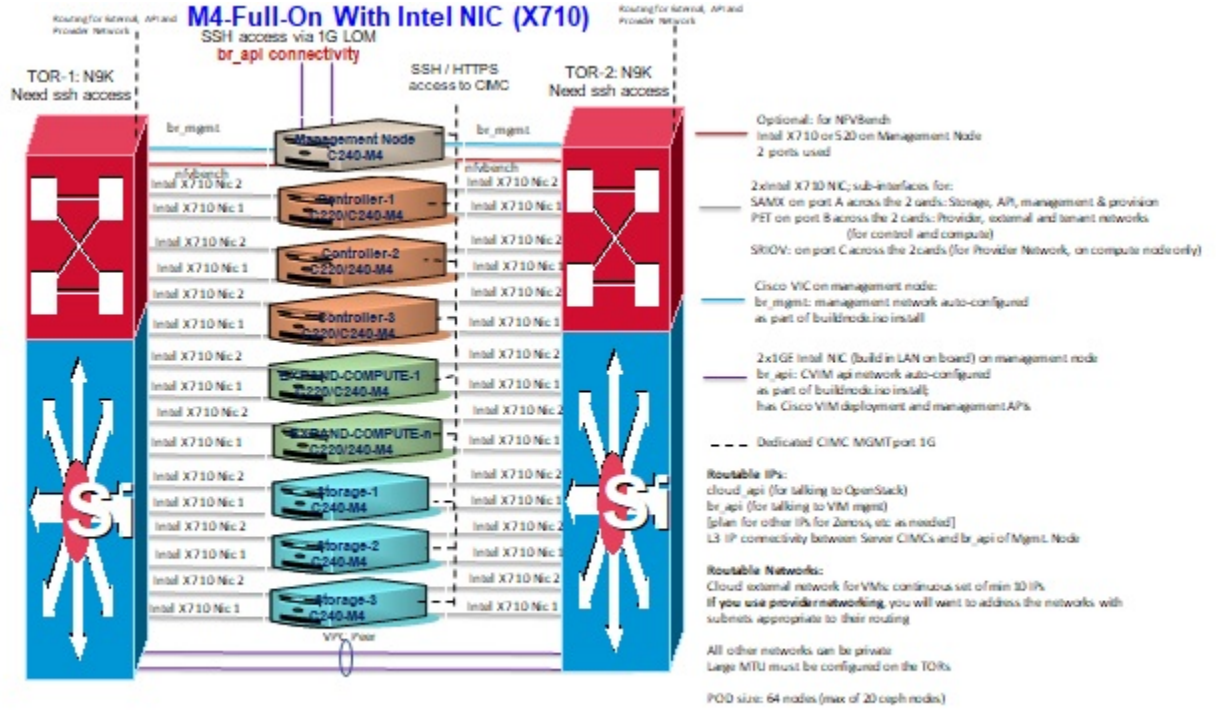 Routing for External, API and
Provider Network
M4-Full-On With Intel NIC (X710)
SSH access via 1G LOM
br_api connectivity
Routing for External, API and
Provider Network
TOR-1: N9K
Need ssh access
SSH / HTTPS
access to CIMC
TOR-2: N9K
Need ssh access
br_mgmt
Management Node
C240-M4
br_mgmt
nfvbench
nfvbench
Intel X710 Nic 2
Controller-1
C220/C240-M4
Intel X710 Nic 2
Intel X710 Nic 1
Intel X710 Nic 1
Intel X710 Nic 2
Controller-2
C220/240-M4
Intel X710 Nic 2
Intel X710 Nic 1
Intel X710 Nic 1
Intel X710 Nic 2
Controller-3
C220/C240-M4
Intel X710 Nic 2
Intel X710 Nic 1
Intel X710 Nic 1
Intel X710 Nic 2
EXPAND-COMPUTE-1
C220/C240-M4
Intel X710 Nic 2
Intel X710 Nic 1
Intel X710 Nic 1
Intel X710 Nic 2
EXPAND-COMPUTE-n
C220/240-M4
Intel X710 Nic 2
Intel X710 Nic 1
Intel X710 Nic 1
Intel X710 Nic 2
Storage-1
C240-M4
Intel X710 Nic 2
Intel X710 Nic 1
Intel X710 Nic 1
Intel X710 Nic 2
Storage-2
C240-M4
Intel X710 Nic 2
Intel X710 Nic 1
Intel X710 Nic 1
Intel X710 Nic 2
Storage-3
C240-M4
Intel X710 Nic 2
Intel X710 Nic 1
Intel X710 Nic 1
Si
Si
VPC Peer
Optional: for NFVBench
Intel X710 or 520 on Management Node
2 ports used
2xIntel X710 NIC; sub-interfaces for:
SAMX on port A across the 2 cards: Storage, API, management & provision
PET on port B across the 2 cards: Provider, external and tenant networks
(for control and compute)
SRIOV: on port C across the 2 cards (for Provider Network, on compute node only)
Cisco VIC on management node:
br_mgmt: management network auto-configured
as part of buildnode.iso install
2x1GE Intel NIC (build in LAN on board) on management node
br_api: CVIM api network auto-configured
as part of buildnode.iso install;
has Cisco VIM deployment and management APIs
Dedicated CIMC MGMT port 1G
Routable IPs:
cloud_api (for talking to OpenStack)
br_api (for talking to VIM mgmt)
[plan for other IPs for Zenoss, etc as needed]
L3 IP connectivity between Server CIMCs and br_api of Mgmt. Node
Routable Networks:
Cloud external network for VMs: continuous set of min 10 IPs
If you use provider networking, you will want to address the networks with
subnets appropriate to their routing
All other networks can be private
Large MTU must be configured on the TORs
POD size: 64 nodes (max of 20 ceph nodes)